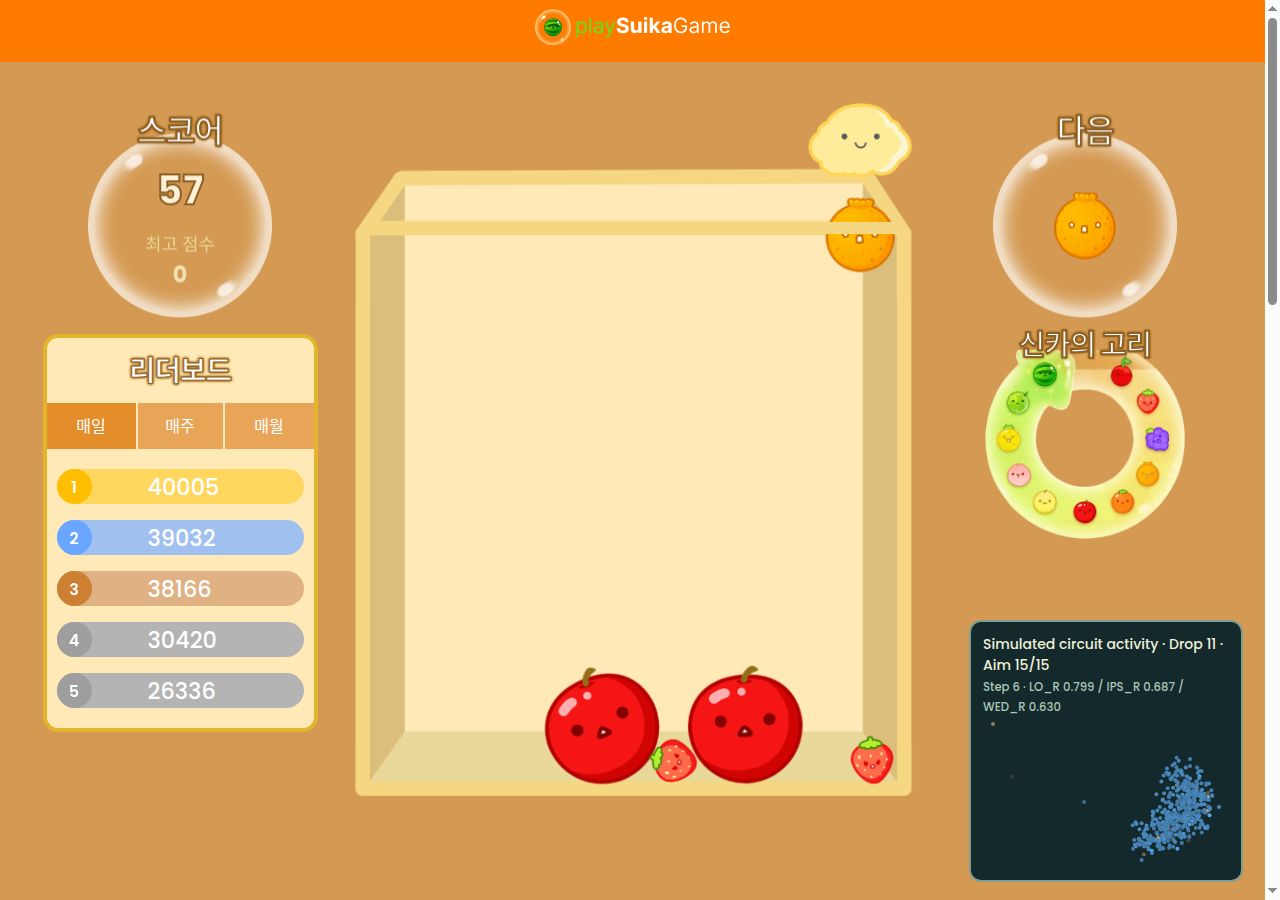 playSuikaGame
스코어
57
최고 점수
0
리더보드
매일 매주 매월
1 40005
2 39032
3 38166
4 30420
5 26336
다음
신카의 고리
Simulated circuit activity · Drop 11 ·
Aim 15/15
Step 6 · LO_R 0.799 / IPS_R 0.687 /
WED_R 0.630